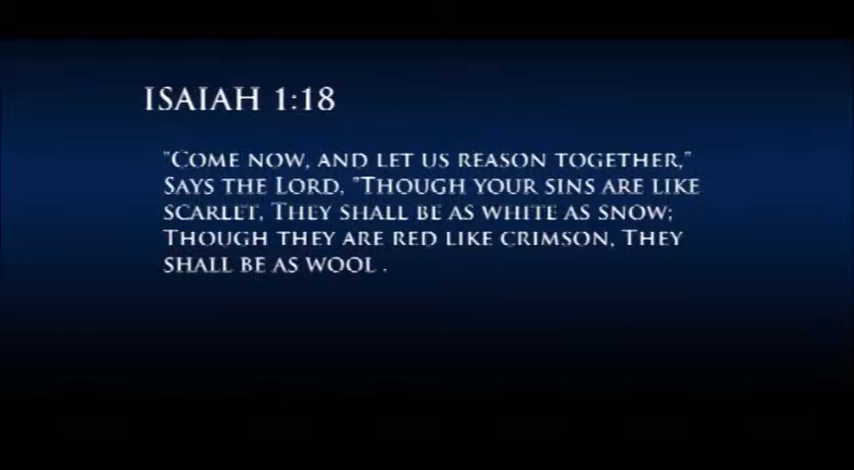 ISAIAH 1:18
"COME NOW, AND LET US REASON TOGETHER,"
SAYS THE LORD, "THOUGH YOUR SINS ARE LIKE
SCARLET, THEY SHALL BE AS WHITE AS SNOW;
THOUGH THEY ARE RED LIKE CRIMSON, THEY
SHALL BE AS WOOL .